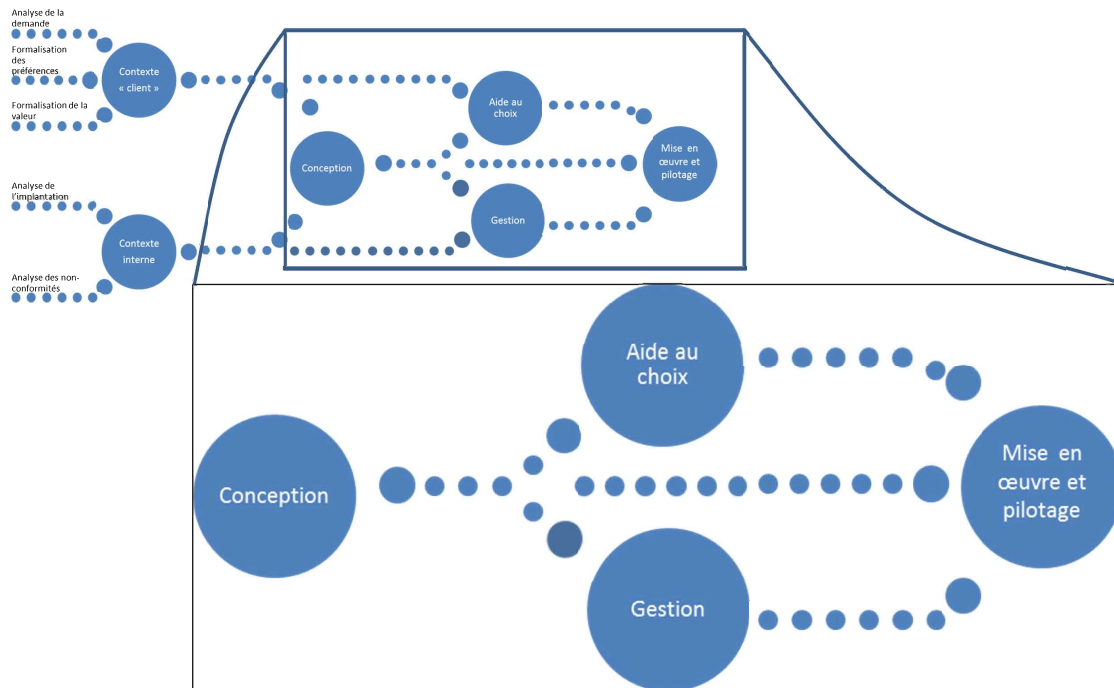 Analyse de la
demande
Formalisation
des
préférences
Formalisation de la
valeur
Contexte
« client »
Analyse de
l'implantation
Analyse des non-
conformités
Contexte
interne
Conception
Aide au
choix
Gestion
Mise en
œuvre et
pilotage
Conception
Aide au
choix
Gestion
Mise en
œuvre et
pilotage